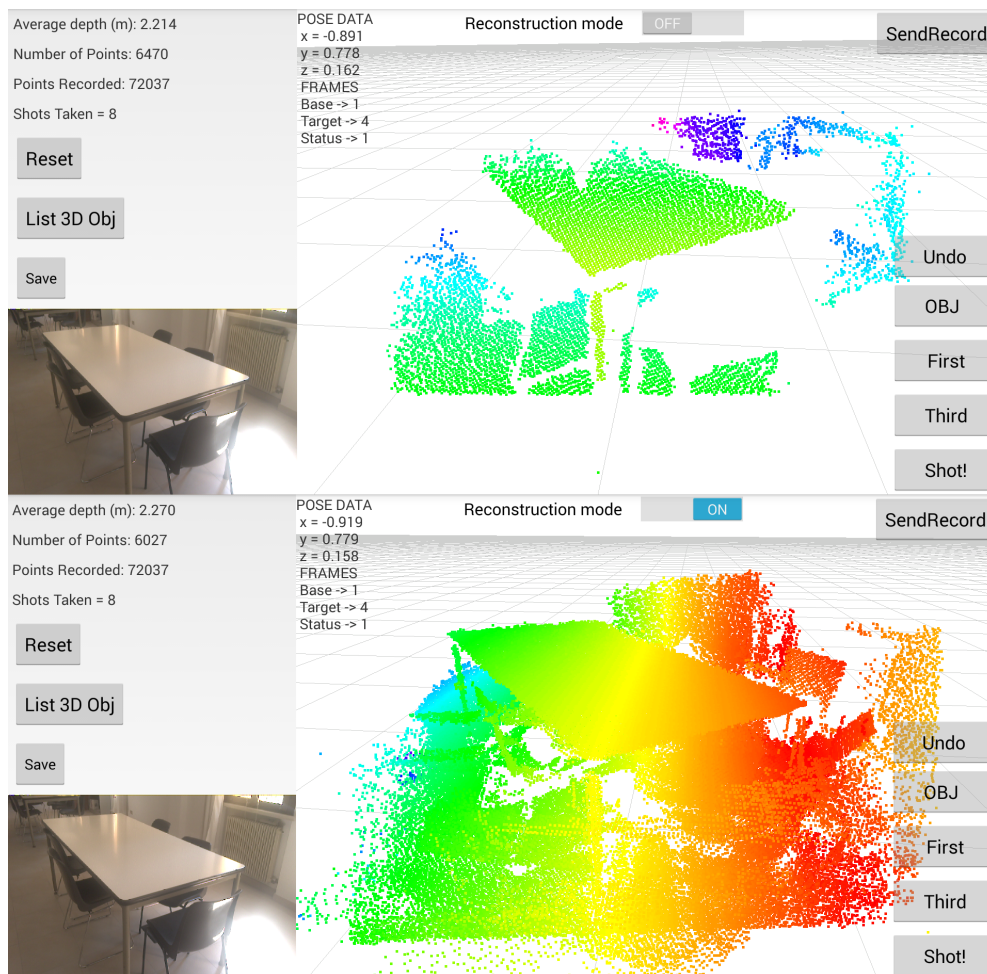 Average depth (m): 2.214
Number of Points: 6470
Points Recorded: 72037
Shots Taken = 8
Reset
List 3D Obj
Save
POSE DATA
x = -0.891
y = 0.778
z = 0.162
FRAMES
Base -> 1
Target -> 4
Status -> 1
Reconstruction mode OFF
SendRecord
Undo
OBJ
First
Third
Shot!
Average depth (m): 2.270
Number of Points: 6027
Points Recorded: 72037
Shots Taken = 8
Reset
List 3D Obj
Save
POSE DATA
x = -0.919
y = 0.779
z = 0.158
FRAMES
Base -> 1
Target -> 4
Status -> 1
Reconstruction mode ON
SendRecord
Undo
OBJ
First
Third
Shot!